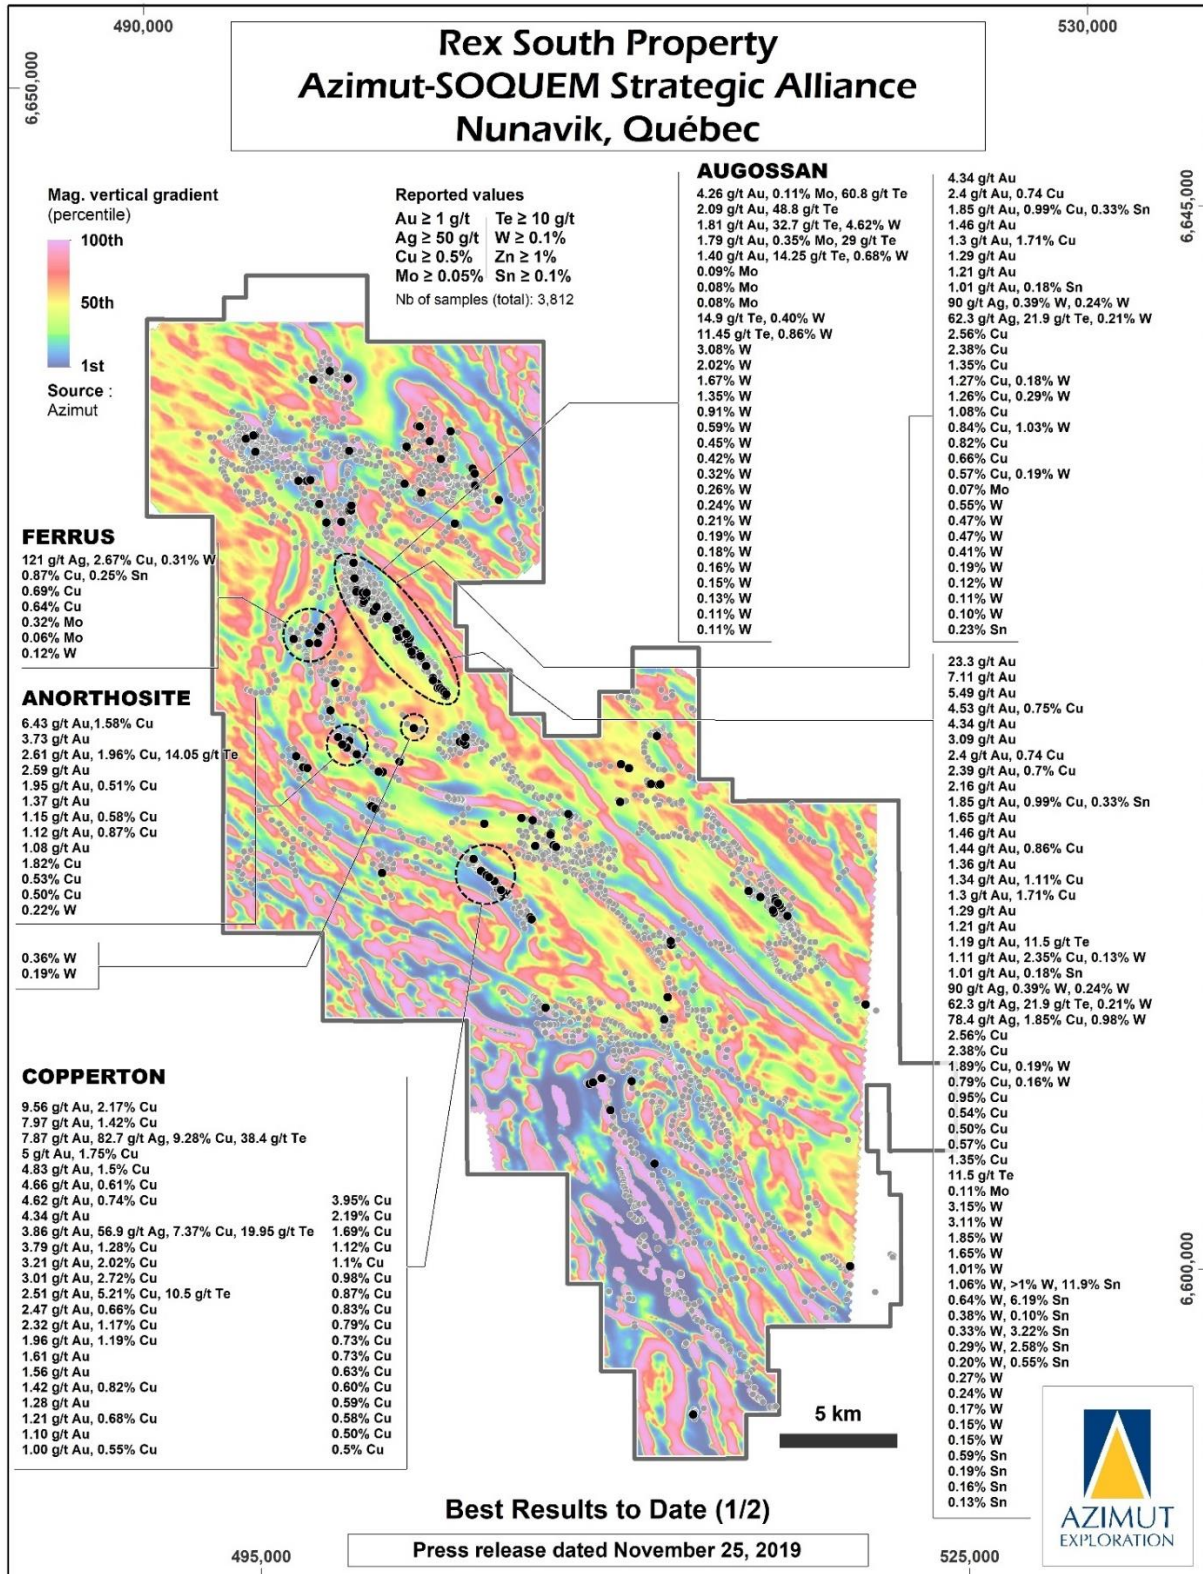 490,000
530,000
6,650,000
Rex South Property
Azimut-SOQUEM Strategic Alliance
Nunavik, Québec
6,645,000
Mag. vertical gradient
(percentile)
100th
50th
1st
Source :
Azimut
Reported values
Au ≥ 1 g/t
Te ≥ 10 g/t
Ag ≥ 50 g/t
W ≥ 0.1%
Cu ≥ 0.5%
Zn ≥ 1%
Mo ≥ 0.05%
Sn ≥ 0.1%
Nb of samples (total): 3,812
AUGOSSAN
4.26 g/t Au, 0.11% Mo, 60.8 g/t Te
2.09 g/t Au, 48.8 g/t Te
1.81 g/t Au, 32.7 g/t Te, 4.62% W
1.79 g/t Au, 0.35% Mo, 29 g/t Te
1.40 g/t Au, 14.25 g/t Te, 0.68% W
0.09% Mo
0.08% Mo
0.08% Mo
14.9 g/t Te, 0.40% W
11.45 g/t Te, 0.86% W
3.08% W
2.02% W
1.67% W
1.35% W
0.91% W
0.59% W
0.45% W
0.42% W
0.32% W
0.26% W
0.24% W
0.21% W
0.19% W
0.18% W
0.16% W
0.15% W
0.13% W
0.11% W
0.11% W
4.34 g/t Au
2.4 g/t Au, 0.74 Cu
1.85 g/t Au, 0.99% Cu, 0.33% Sn
1.46 g/t Au
1.3 g/t Au, 1.71% Cu
1.29 g/t Au
1.21 g/t Au
1.01 g/t Au, 0.18% Sn
90 g/t Ag, 0.39% W, 0.24% W
62.3 g/t Ag, 21.9 g/t Te, 0.21% W
2.56% Cu
2.38% Cu
1.35% Cu
1.27% Cu, 0.18% W
1.26% Cu, 0.29% W
1.08% Cu
0.84% Cu, 1.03% W
0.82% Cu
0.66% Cu
0.57% Cu, 0.19% W
0.07% Mo
0.55% W
0.47% W
0.47% W
0.41% W
0.19% W
0.12% W
0.11% W
0.10% W
0.23% Sn
FERRUS
121 g/t Ag, 2.67% Cu, 0.31% W
0.87% Cu, 0.25% Sn
0.69% Cu
0.64% Cu
0.32% Mo
0.06% Mo
0.12% W
ANORTHOSITE
6.43 g/t Au,1.58% Cu
3.73 g/t Au
2.61 g/t Au, 1.96% Cu, 14.05 g/t Te
2.59 g/t Au
1.95 g/t Au, 0.51% Cu
1.37 g/t Au
1.15 g/t Au, 0.58% Cu
1.12 g/t Au, 0.87% Cu
1.08 g/t Au
1.82% Cu
0.53% Cu
0.50% Cu
0.22% W
0.36% W
0.19% W
23.3 g/t Au
7.11 g/t Au
5.49 g/t Au
4.53 g/t Au, 0.75% Cu
4.34 g/t Au
3.09 g/t Au
2.4 g/t Au, 0.74 Cu
2.39 g/t Au, 0.7% Cu
2.16 g/t Au
1.85 g/t Au, 0.99% Cu, 0.33% Sn
1.65 g/t Au
1.46 g/t Au
1.44 g/t Au, 0.86% Cu
1.36 g/t Au
1.34 g/t Au, 1.11% Cu
1.3 g/t Au, 1.71% Cu
1.29 g/t Au
1.21 g/t Au
1.19 g/t Au, 11.5 g/t Te
1.11 g/t Au, 2.35% Cu, 0.13% W
1.01 g/t Au, 0.18% Sn
90 g/t Ag, 0.39% W, 0.24% W
62.3 g/t Ag, 21.9 g/t Te, 0.21% W
78.4 g/t Ag, 1.85% Cu, 0.98% W
2.56% Cu
2.38% Cu
1.89% Cu, 0.19% W
0.79% Cu, 0.16% W
0.95% Cu
0.54% Cu
0.50% Cu
0.57% Cu
1.35% Cu
11.5 g/t Te
0.11% Mo
3.15% W
3.11% W
1.85% W
1.65% W
1.01% W
1.06% W, >1% W, 11.9% Sn
0.64% W, 6.19% Sn
0.38% W, 0.10% Sn
0.33% W, 3.22% Sn
0.29% W, 2.58% Sn
0.20% W, 0.55% Sn
0.27% W
0.24% W
0.17% W
0.15% W
0.15% W
0.59% Sn
0.19% Sn
0.16% Sn
0.13% Sn
COPPERTON
9.56 g/t Au, 2.17% Cu
7.97 g/t Au, 1.42% Cu
7.87 g/t Au, 82.7 g/t Ag, 9.28% Cu, 38.4 g/t Te
5 g/t Au, 1.75% Cu
4.83 g/t Au, 1.5% Cu
4.66 g/t Au, 0.61% Cu
4.62 g/t Au, 0.74% Cu
4.34 g/t Au
3.86 g/t Au, 56.9 g/t Ag, 7.37% Cu, 19.95 g/t Te
3.79 g/t Au, 1.28% Cu
3.21 g/t Au, 2.02% Cu
3.01 g/t Au, 2.72% Cu
2.51 g/t Au, 5.21% Cu, 10.5 g/t Te
2.47 g/t Au, 0.66% Cu
2.32 g/t Au, 1.17% Cu
1.96 g/t Au, 1.19% Cu
1.61 g/t Au
1.56 g/t Au
1.42 g/t Au, 0.82% Cu
1.28 g/t Au
1.21 g/t Au, 0.68% Cu
1.10 g/t Au
1.00 g/t Au, 0.55% Cu
3.95% Cu
2.19% Cu
1.69% Cu
1.12% Cu
1.1% Cu
0.98% Cu
0.87% Cu
0.83% Cu
0.79% Cu
0.73% Cu
0.73% Cu
0.63% Cu
0.60% Cu
0.59% Cu
0.58% Cu
0.50% Cu
0.5% Cu
6,600,000
5 km
AZIMUT
EXPLORATION
Best Results to Date (1/2)
Press release dated November 25, 2019
495,000
525,000